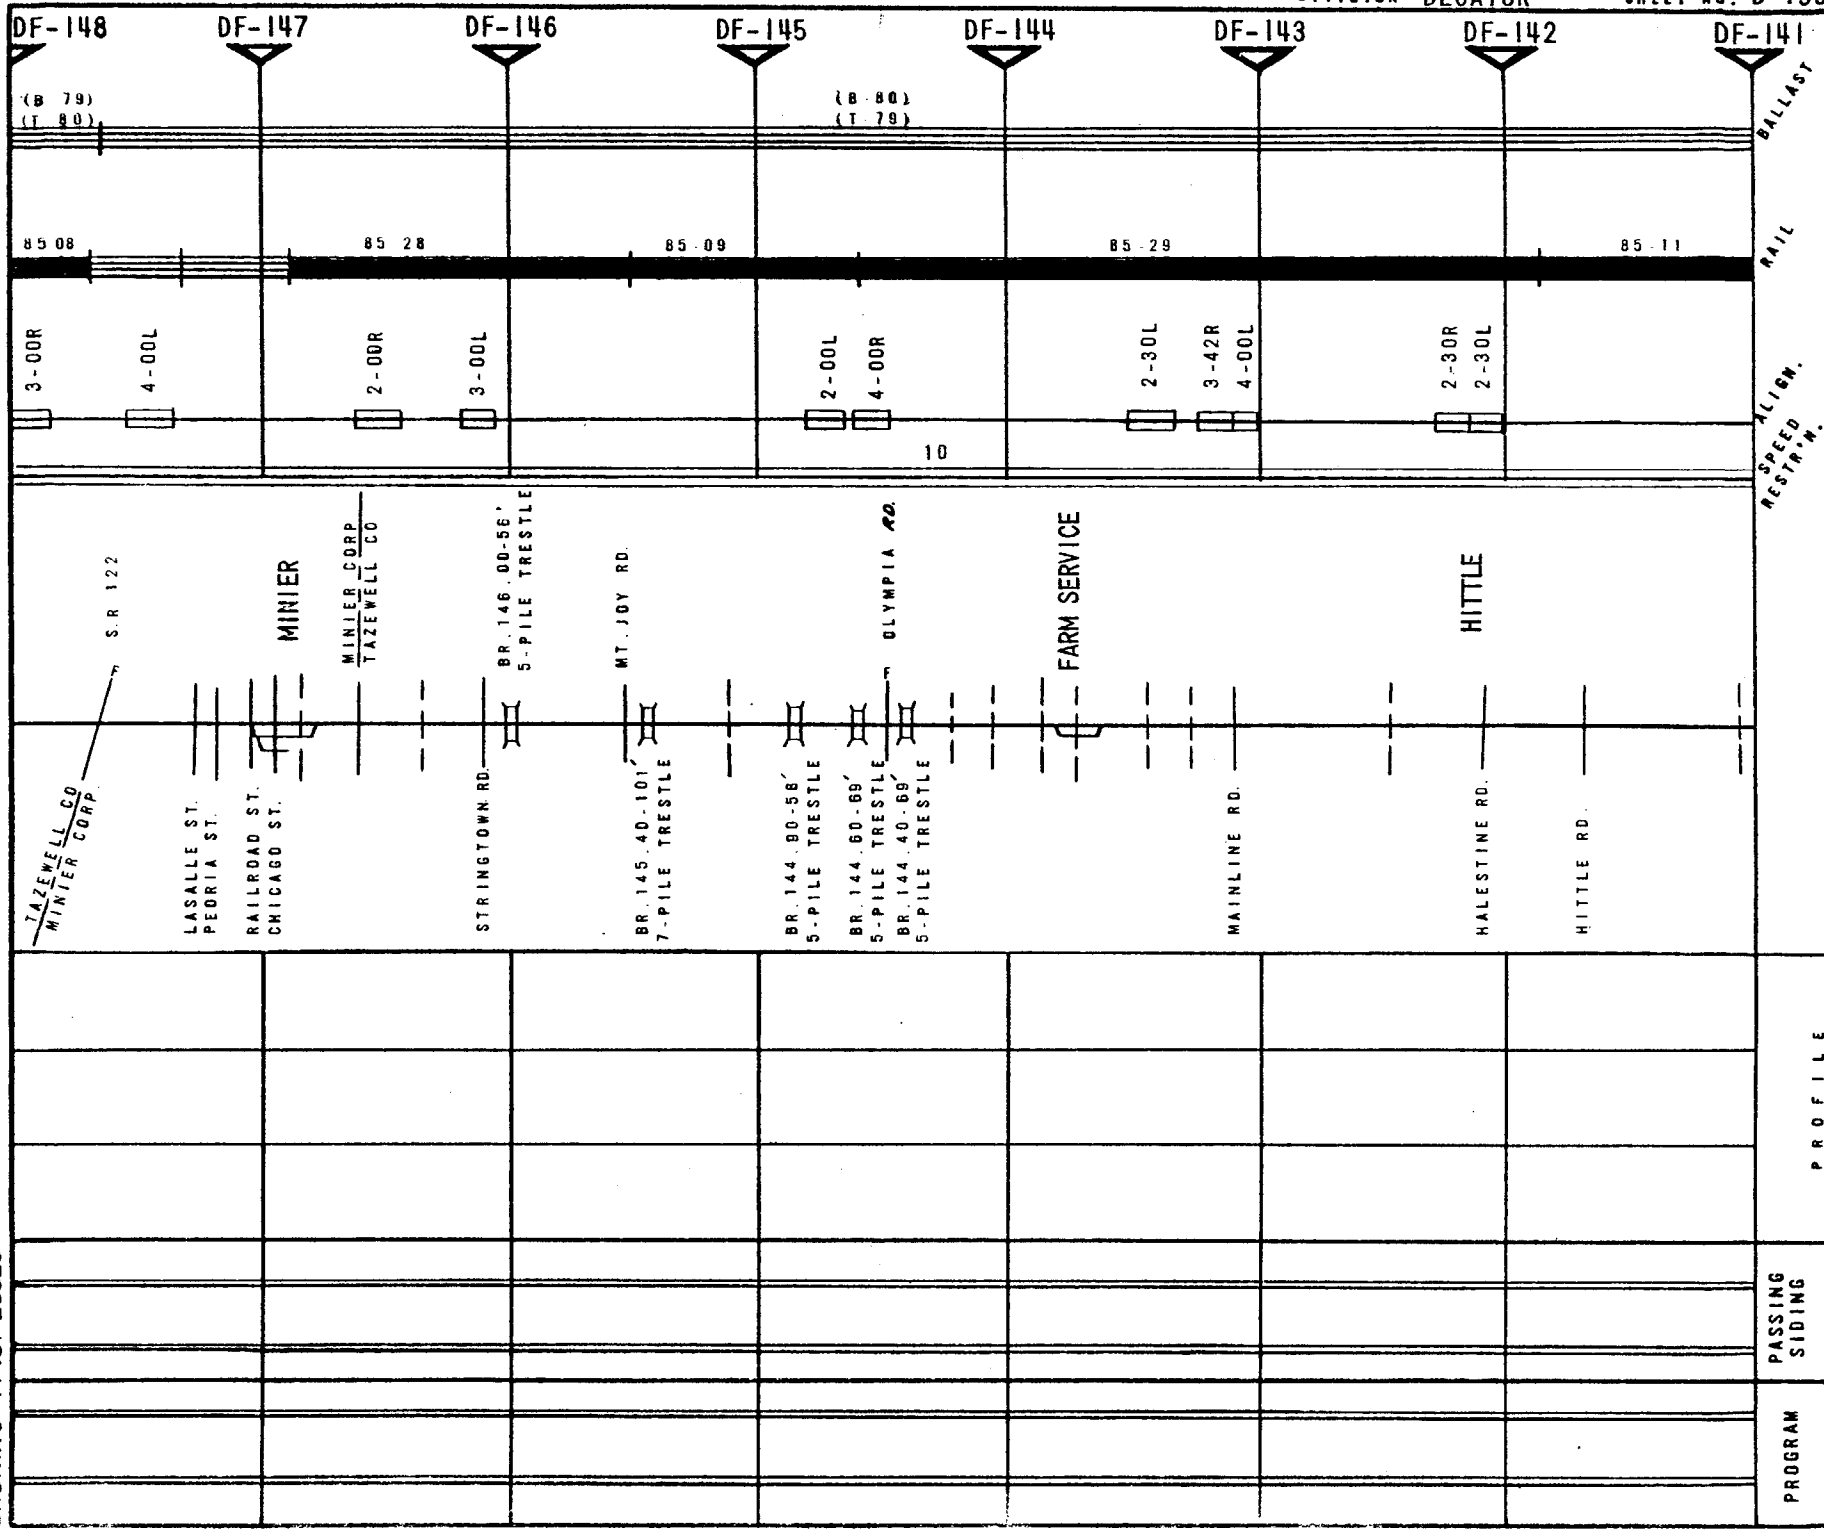 DECATUR
DF-148 DF-147 DF-146 DF-145 DF-144 DF-143 DF-142 DF-141
(B 79)
(T 80)
(B 80)
(T 79)
BALLAST
85 08
85 28
85-09
85-29
85-11
RAIL
3-00R
4-00L
2-00R
3-00L
2-00L
4-00R
2-30L
3-42R
4-00L
2-30R
2-30L
ALIGN.
10
SPEED
RESTR'N.
S.R 122
MINIER
MINIER CORP
TAZEWELL CO
BR.146.00-56'
5-PILE TRESTLE
MT. JOY RD.
OLYMPIA RD.
FARM SERVICE
HITTLE
TAZEWELL CO
MINIER CORP.
LASALLE ST.
PEORIA ST.
RAILROAD ST.
CHICAGO ST.
STRINGTOWN RD.
BR.145.40-101'
7-PILE TRESTLE
BR.144.90-56'
5-PILE TRESTLE
BR.144.60-69'
5-PILE TRESTLE
BR.144.40-69'
5-PILE TRESTLE
MAINLINE RD.
HALESTINE RD.
HITTLE RD.
PROFILE
PASSING
SIDING
PROGRAM